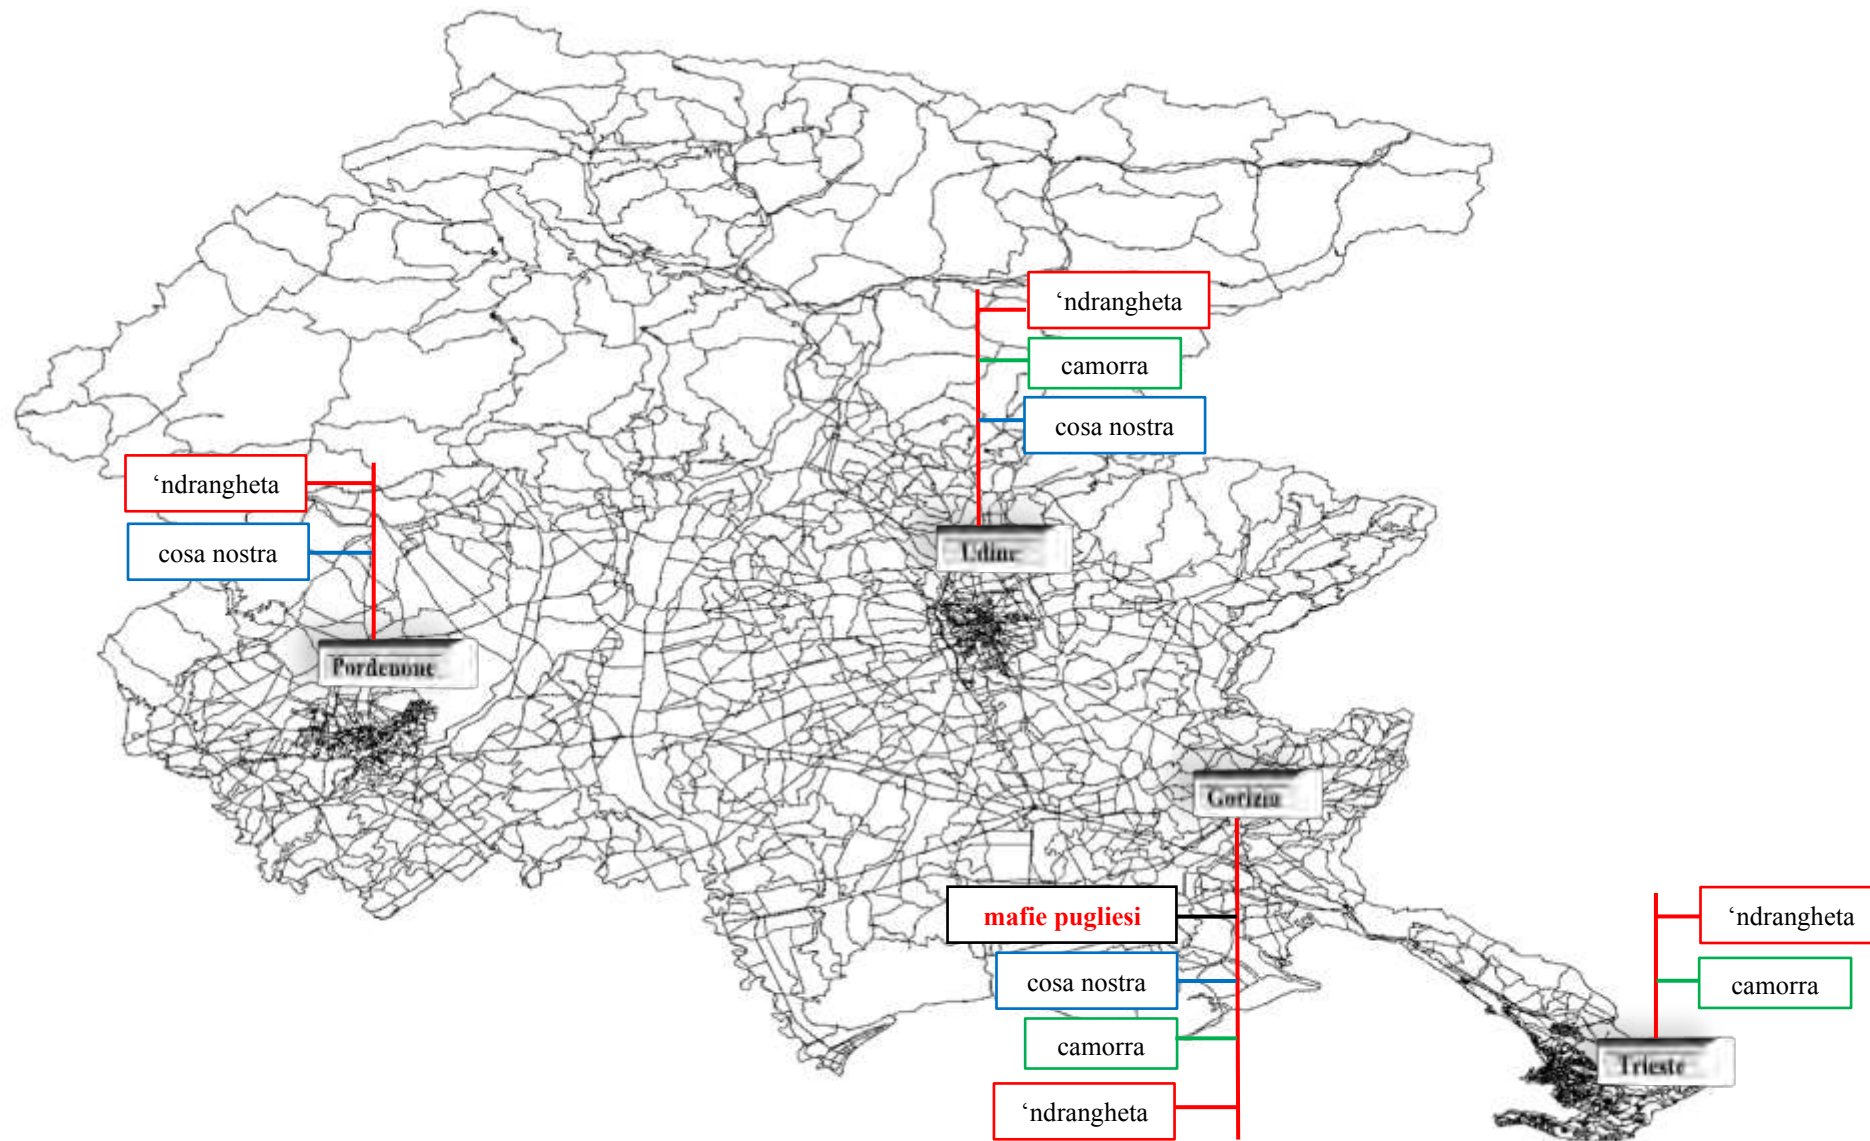 ‘ndrangheta
camorra
cosa nostra
‘ndrangheta
cosa nostra
Udine
Pordenone
Gorizia
mafie pugliesi
cosa nostra
camorra
‘ndrangheta
‘ndrangheta
camorra
Trieste